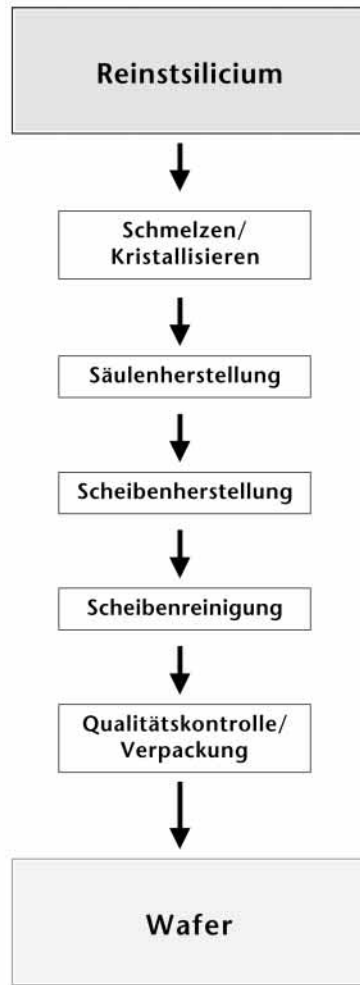 Reinstsilicium
Schmelzen/
Kristallisieren
Säulenherstellung
Scheibenherstellung
Scheibenreinigung
Qualitätskontrolle/
Verpackung
Wafer